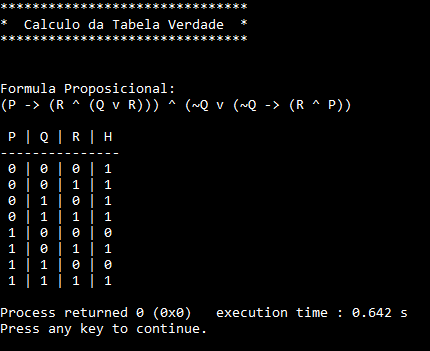 *******************************
*  Calculo da Tabela Verdade  *
*******************************
Formula Proposicional:
(P -> (R ^ (Q v R))) ^ (~Q v (~Q -> (R ^ P))
P | Q | R | H
---------------
0 | 0 | 0 | 1
0 | 0 | 1 | 1
0 | 1 | 0 | 1
0 | 1 | 1 | 1
1 | 0 | 0 | 0
1 | 0 | 1 | 1
1 | 1 | 0 | 0
1 | 1 | 1 | 1
Process returned 0 (0x0)   execution time : 0.642 s
Press any key to continue.